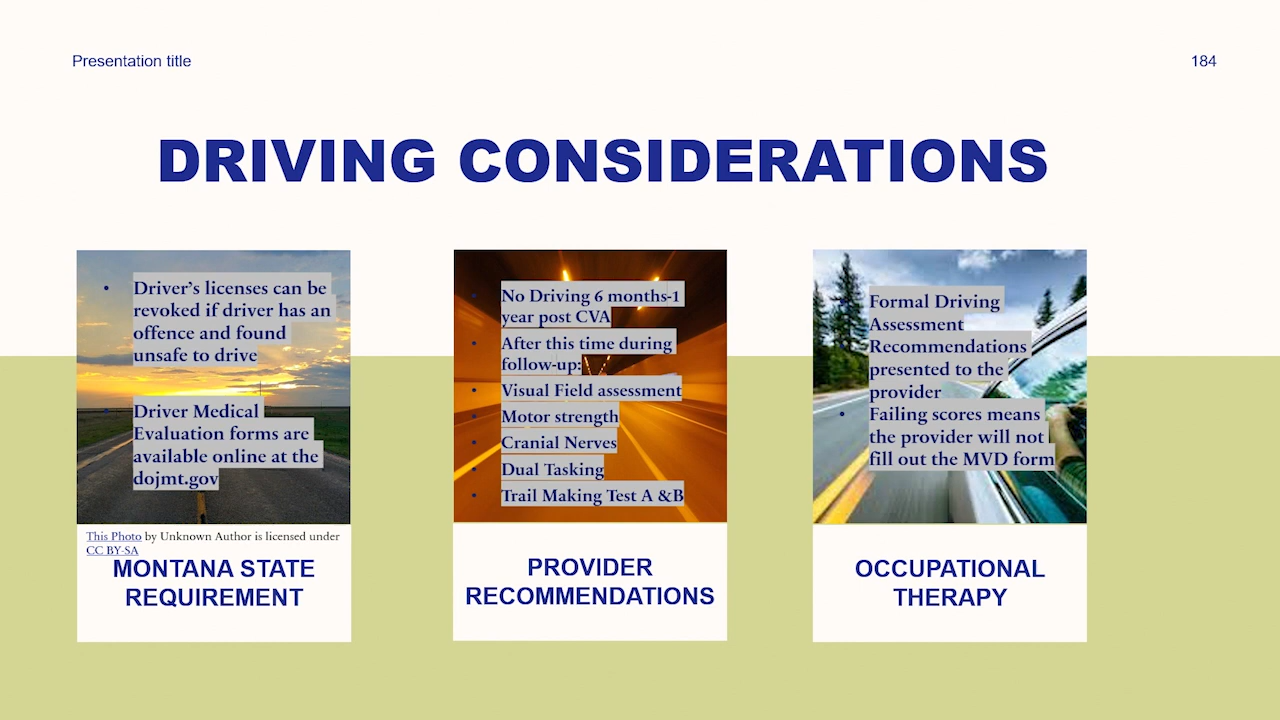 Presentation title
184
DRIVING CONSIDERATIONS
• Driver's licenses can be
revoked if driver has an
offence and found
unsafe to drive
• Driver Medical
Evaluation forms are
available online at the
dojmt.gov
This Photo by Unknown Author is licensed under
CC BY-SA
MONTANA STATE
REQUIREMENT
• No Driving 6 months-1
year post CVA
• After this time during
follow-up:
• Visual Field assessment
• Motor strength
• Cranial Nerves
• Dual Tasking
• Trail Making Test A &B
PROVIDER
RECOMMENDATIONS
• Formal Driving
Assessment
Recommendations
presented to the
provider
• Failing scores means
the provider will not
fill out the MVD form
OCCUPATIONAL
THERAPY